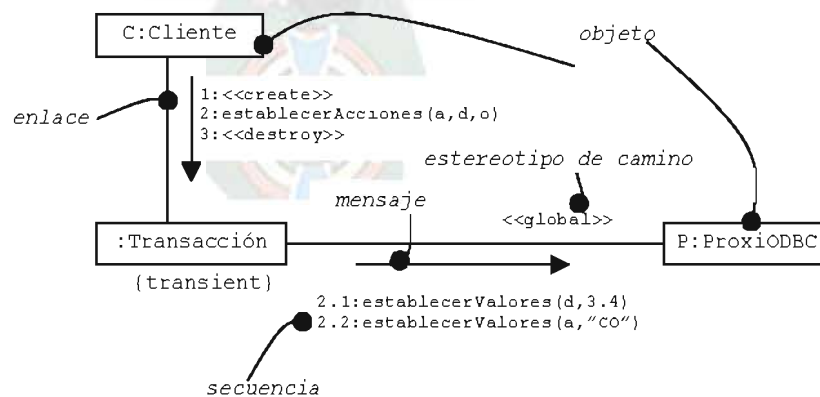 C:Cliente
objeto
enlace
1:<<create>>
2:establecerAcciones(a,d,o)
3:<<destroy>>
estereotipo de camino
mensaje
<<global>>
:Transacción
P:ProxiODBC
{transient}
2.1:establecerValores(d,3.4)
2.2:establecerValores(a,"CO")
secuencia